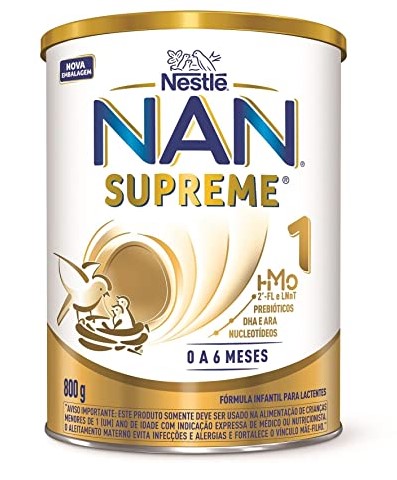 NOVA
EMBALAGEM
Nestlé®
NAN®
SUPREME®
1
HMO
2'-FL e LNnT
PREBIÓTICOS
DHA E ARA
NUCLEOTÍDEOS
0 A 6 MESES
800 g
FÓRMULA INFANTIL PARA LACTENTES
"AVISO IMPORTANTE: ESTE PRODUTO SOMENTE DEVE SER USADO NA ALIMENTAÇÃO DE CRIANÇAS
MENORES DE 1 (UM) ANO DE IDADE COM INDICAÇÃO EXPRESSA DE MÉDICO OU NUTRICIONISTA.
O ALEITAMENTO MATERNO EVITA INFECÇÕES E ALERGIAS E FORTALECE O VÍNCULO MÃE-FILHO."